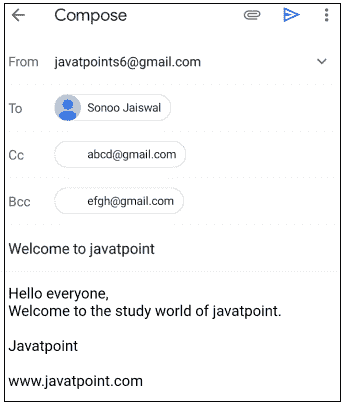 Compose
From javatpoints6@gmail.com
To Sonoo Jaiswal
Cc abcd@gmail.com
Bcc efgh@gmail.com
Welcome to javatpoint
Hello everyone,
Welcome to the study world of javatpoint.
Javatpoint
www.javatpoint.com